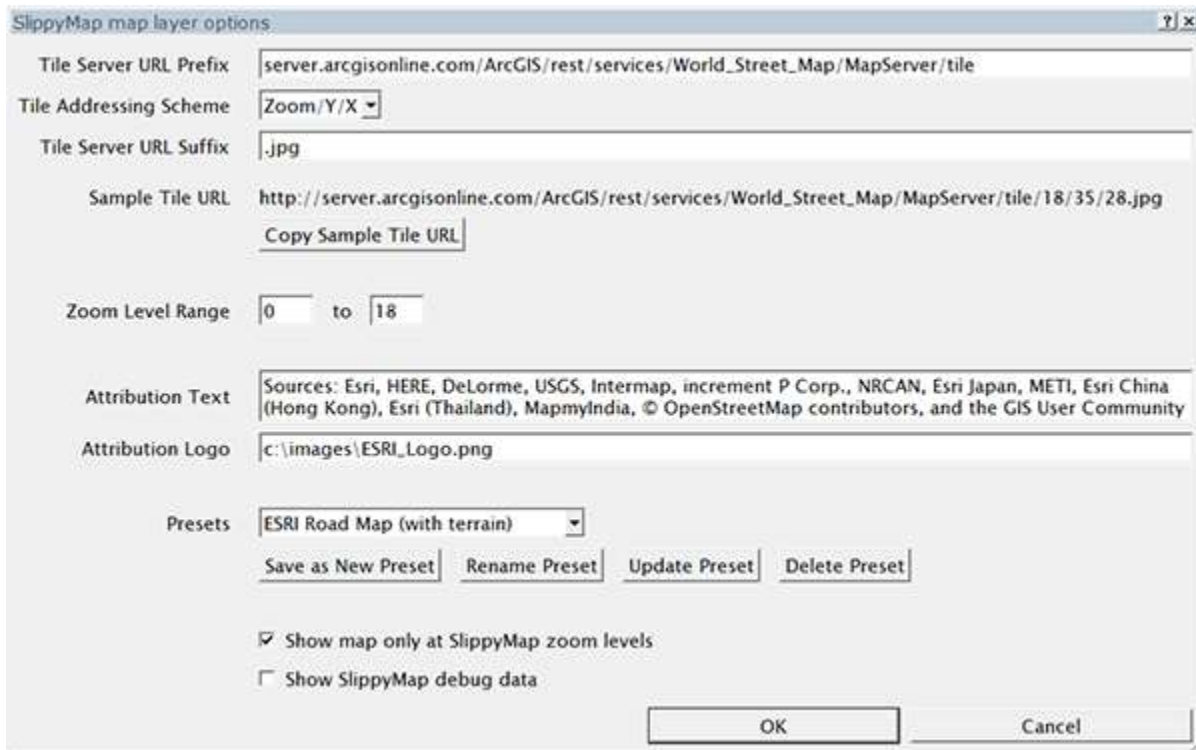 SlippyMap map layer options ? x
Tile Server URL Prefix server.arcgisonline.com/ArcGIS/rest/services/World_Street_Map/MapServer/tile
Tile Addressing Scheme Zoom/Y/X
Tile Server URL Suffix .jpg
Sample Tile URL http://server.arcgisonline.com/ArcGIS/rest/services/World_Street_Map/MapServer/tile/18/35/28.jpg
Copy Sample Tile URL
Zoom Level Range 0 to 18
Attribution Text Sources: Esri, HERE, DeLorme, USGS, Intermap, increment P Corp., NRCAN, Esri Japan, METI, Esri China
(Hong Kong), Esri (Thailand), MapmyIndia, © OpenStreetMap contributors, and the GIS User Community
Attribution Logo c:\images\ESRI_Logo.png
Presets ESRI Road Map (with terrain)
Save as New Preset Rename Preset Update Preset Delete Preset
Show map only at SlippyMap zoom levels
Show SlippyMap debug data
OK Cancel